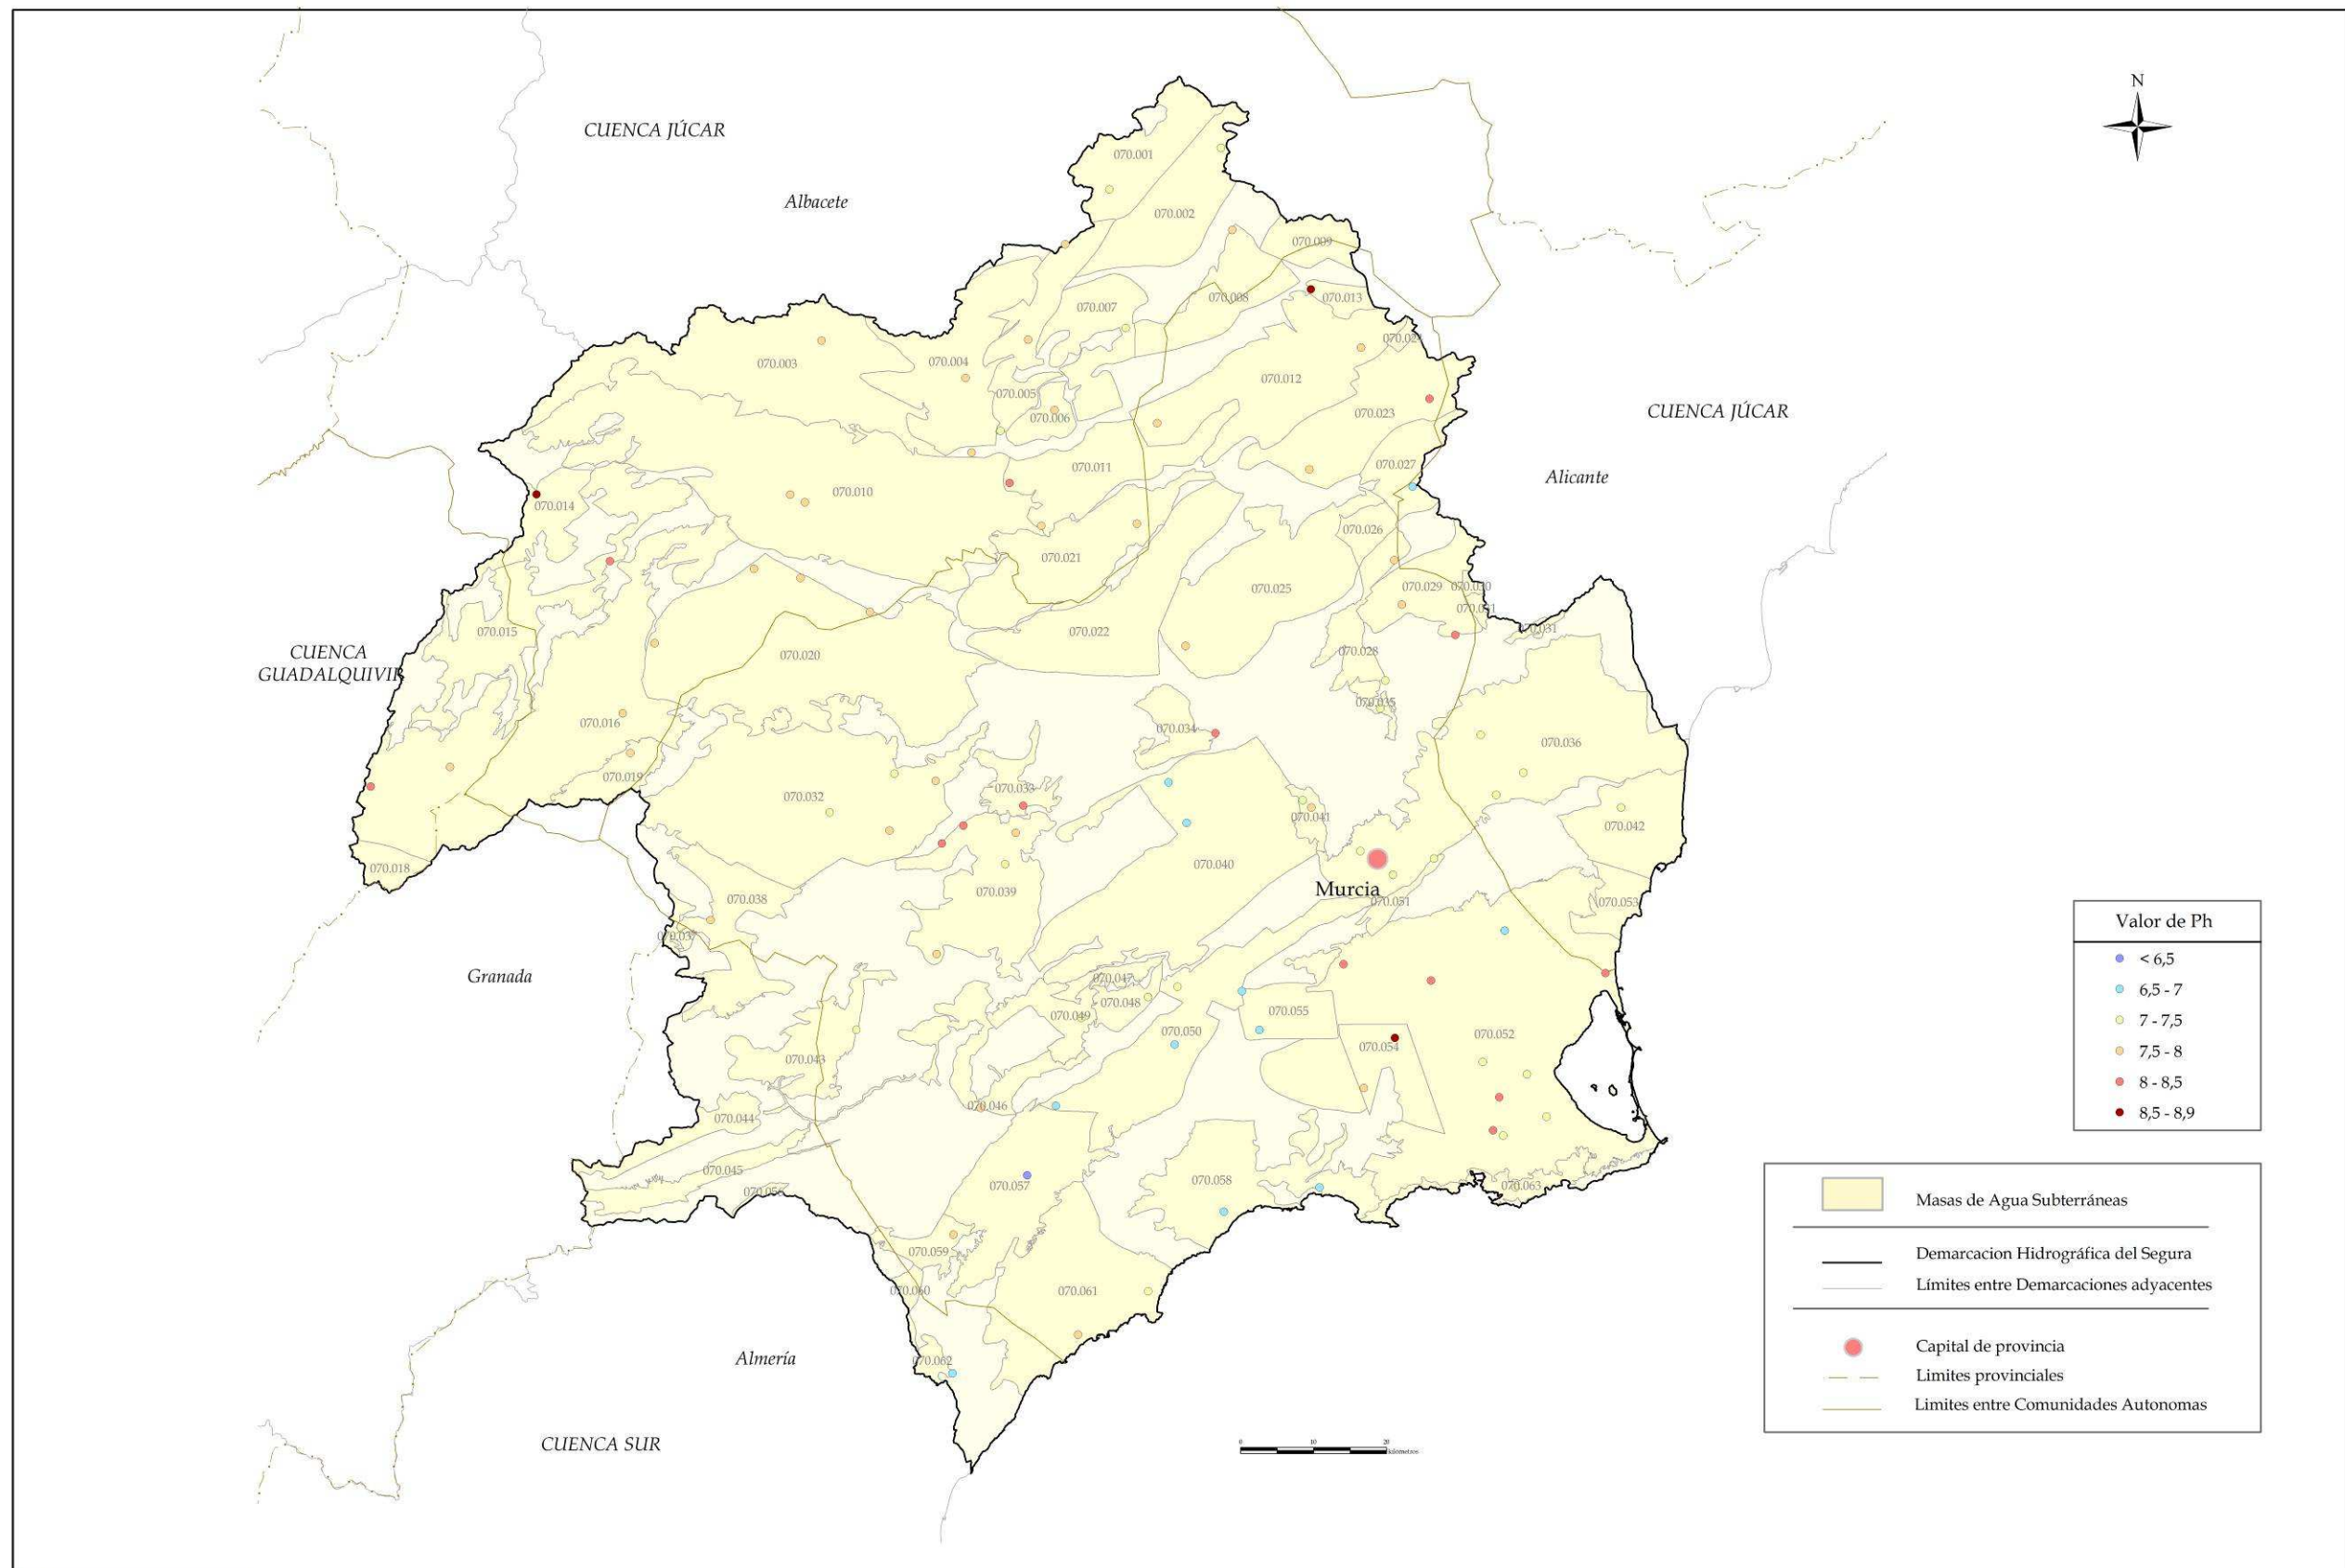 N
CUENCA JÚCAR
070.001
Albacete
070.002
070.009
070.008
070.013
070.007
070.003
070.004
070.012
070.005
070.006
070.023
CUENCA JÚCAR
070.027
070.011
Alicante
070.010
070.014
070.026
070.021
070.025
070.029
070.015
070.022
070.028
CUENCA
GUADALQUIVIR
070.020
070.035
070.016
070.034
070.036
070.019
070.033
070.032
070.041
070.042
070.040
070.018
Murcia
070.039
070.038
070.051
070.053
070.037
Granada
070.047
070.048
070.055
070.049
070.050
070.052
070.054
070.043
070.046
070.044
070.045
070.057
070.058
070.063
070.059
070.060
070.061
Almería
070.062
CUENCA SUR
0 10 20
kilometros
Valor de Ph
< 6,5
6,5 - 7
7 - 7,5
7,5 - 8
8 - 8,5
8,5 - 8,9
Masas de Agua Subterráneas
Demarcacion Hidrográfica del Segura
Límites entre Demarcaciones adyacentes
Capital de provincia
Limites provinciales
Limites entre Comunidades Autonomas